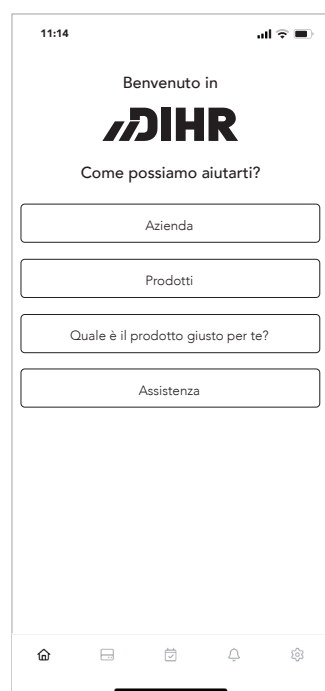 11:14
Benvenuto in
DIHR
Come possiamo aiutarti?
Azienda
Prodotti
Quale è il prodotto giusto per te?
Assistenza